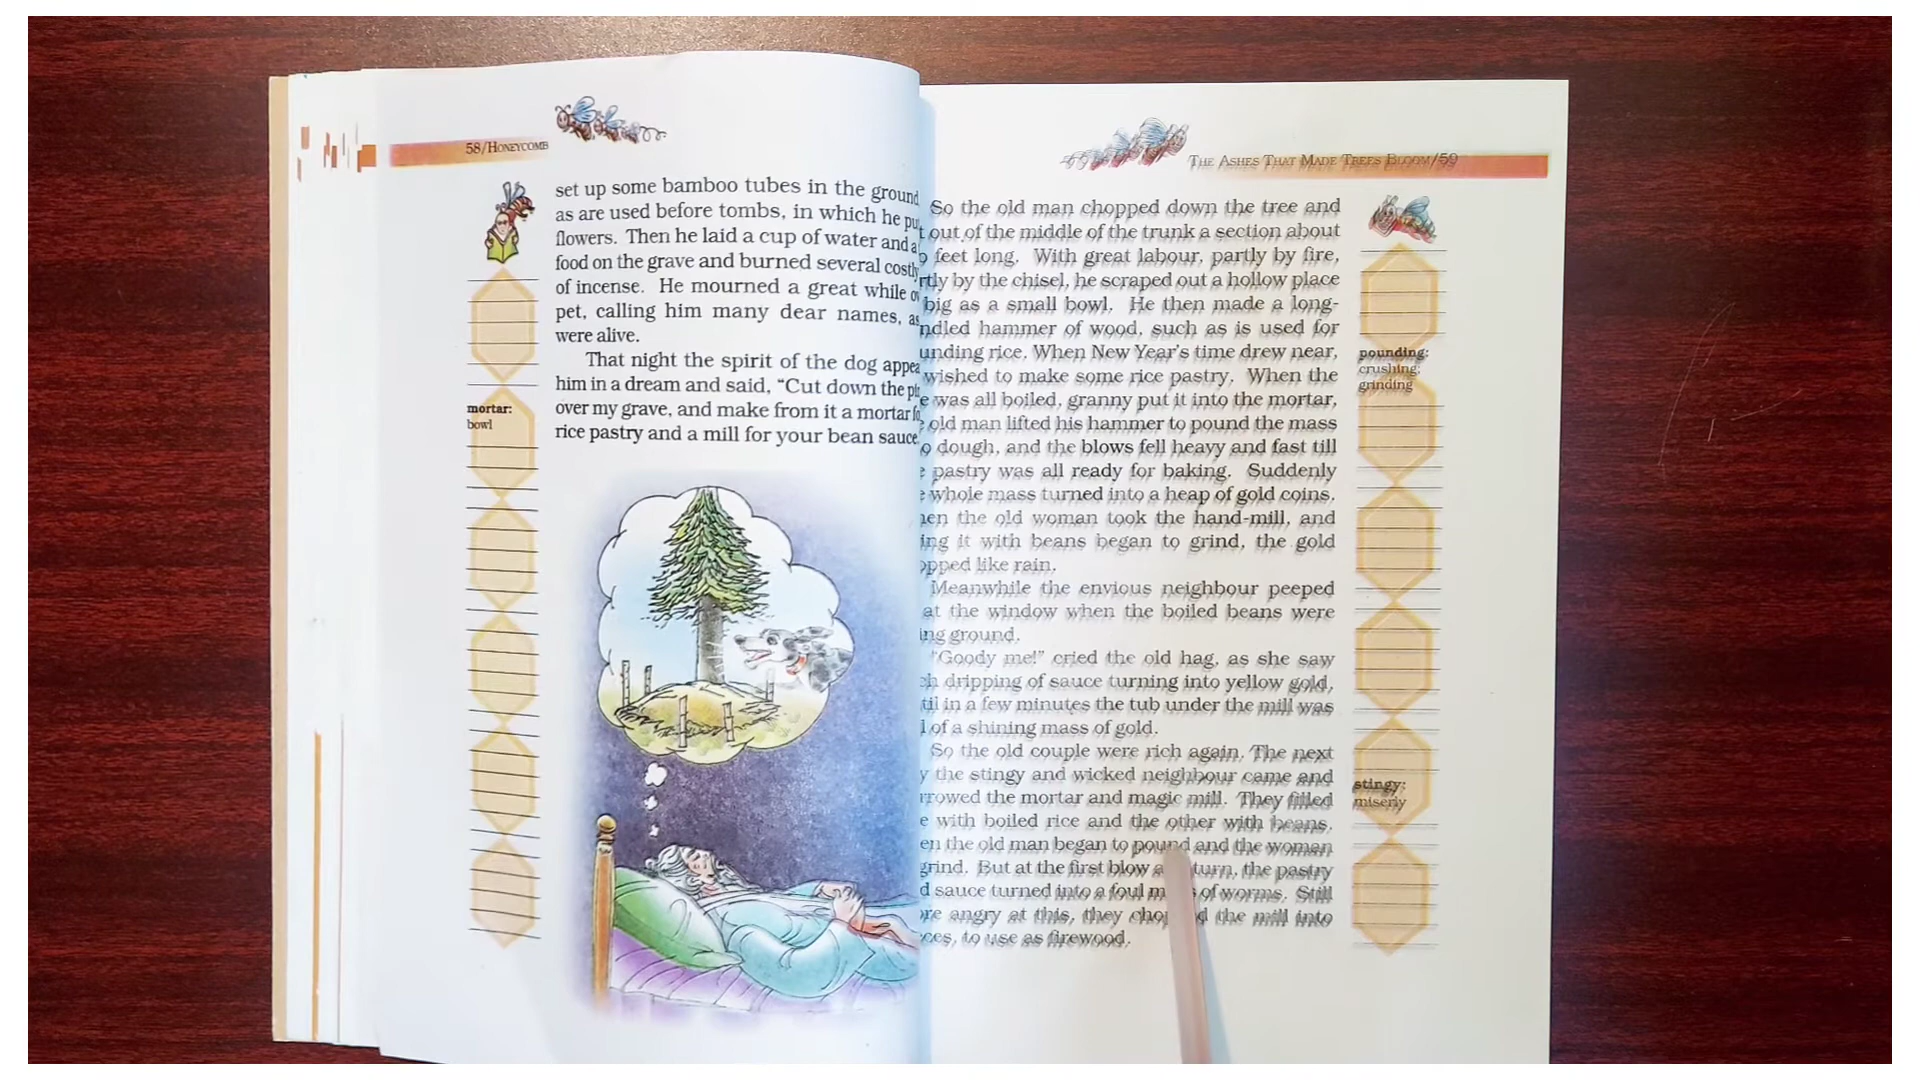 58/HONEYCOMB
set up some bamboo tubes in the ground
as are used before tombs, in which he
flowers. Then he laid a cup of water and
food on the grave and burned several costly
of incense. He mourned a great while
pet, calling him many dear names, as
were alive.
That night the spirit of the dog
him in a dream and said, “Cut down the
over my grave, and make from it a mortar
rice pastry and a mill for your bean sauce.
mortar:
bowl
THE ASHES THAT MADE TREES BLOOM/59
So the old man chopped down the tree and
out of the middle of the trunk a section about
feet long. With great labour, partly by fire,
by the chisel, he scraped out a hollow place
big as a small bowl. He then made a long-
hammer of wood, such as is used for
rice. When New Year's time drew near,
wished to make some rice pastry. When the
was all boiled, granny put it into the mortar,
old man lifted his hammer to pound the mass
dough, and the blows fell heavy and fast till
pastry was all ready for baking. Suddenly
whole mass turned into a heap of gold coins.
the old woman took the hand-mill, and
it with beans began to grind, the gold
like rain.
Meanwhile the envious neighbour peeped
at the window when the boiled beans were
ground.
“Goody me!” cried the old hag, as she saw
dripping of sauce turning into yellow gold,
in a few minutes the tub under the mill was
of a shining mass of gold.
So the old couple were rich again. The next
the stingy and wicked neighbour came and
the mortar and magic mill. They filled
with boiled rice and the other with beans.
the old man began to pound and the woman
grind. But at the first blow turn, the pastry
sauce turned into a foul of worms. Still
angry at this, they the mill into
to use as firewood.
pounding:
crushing;
grinding
stingy:
miserly